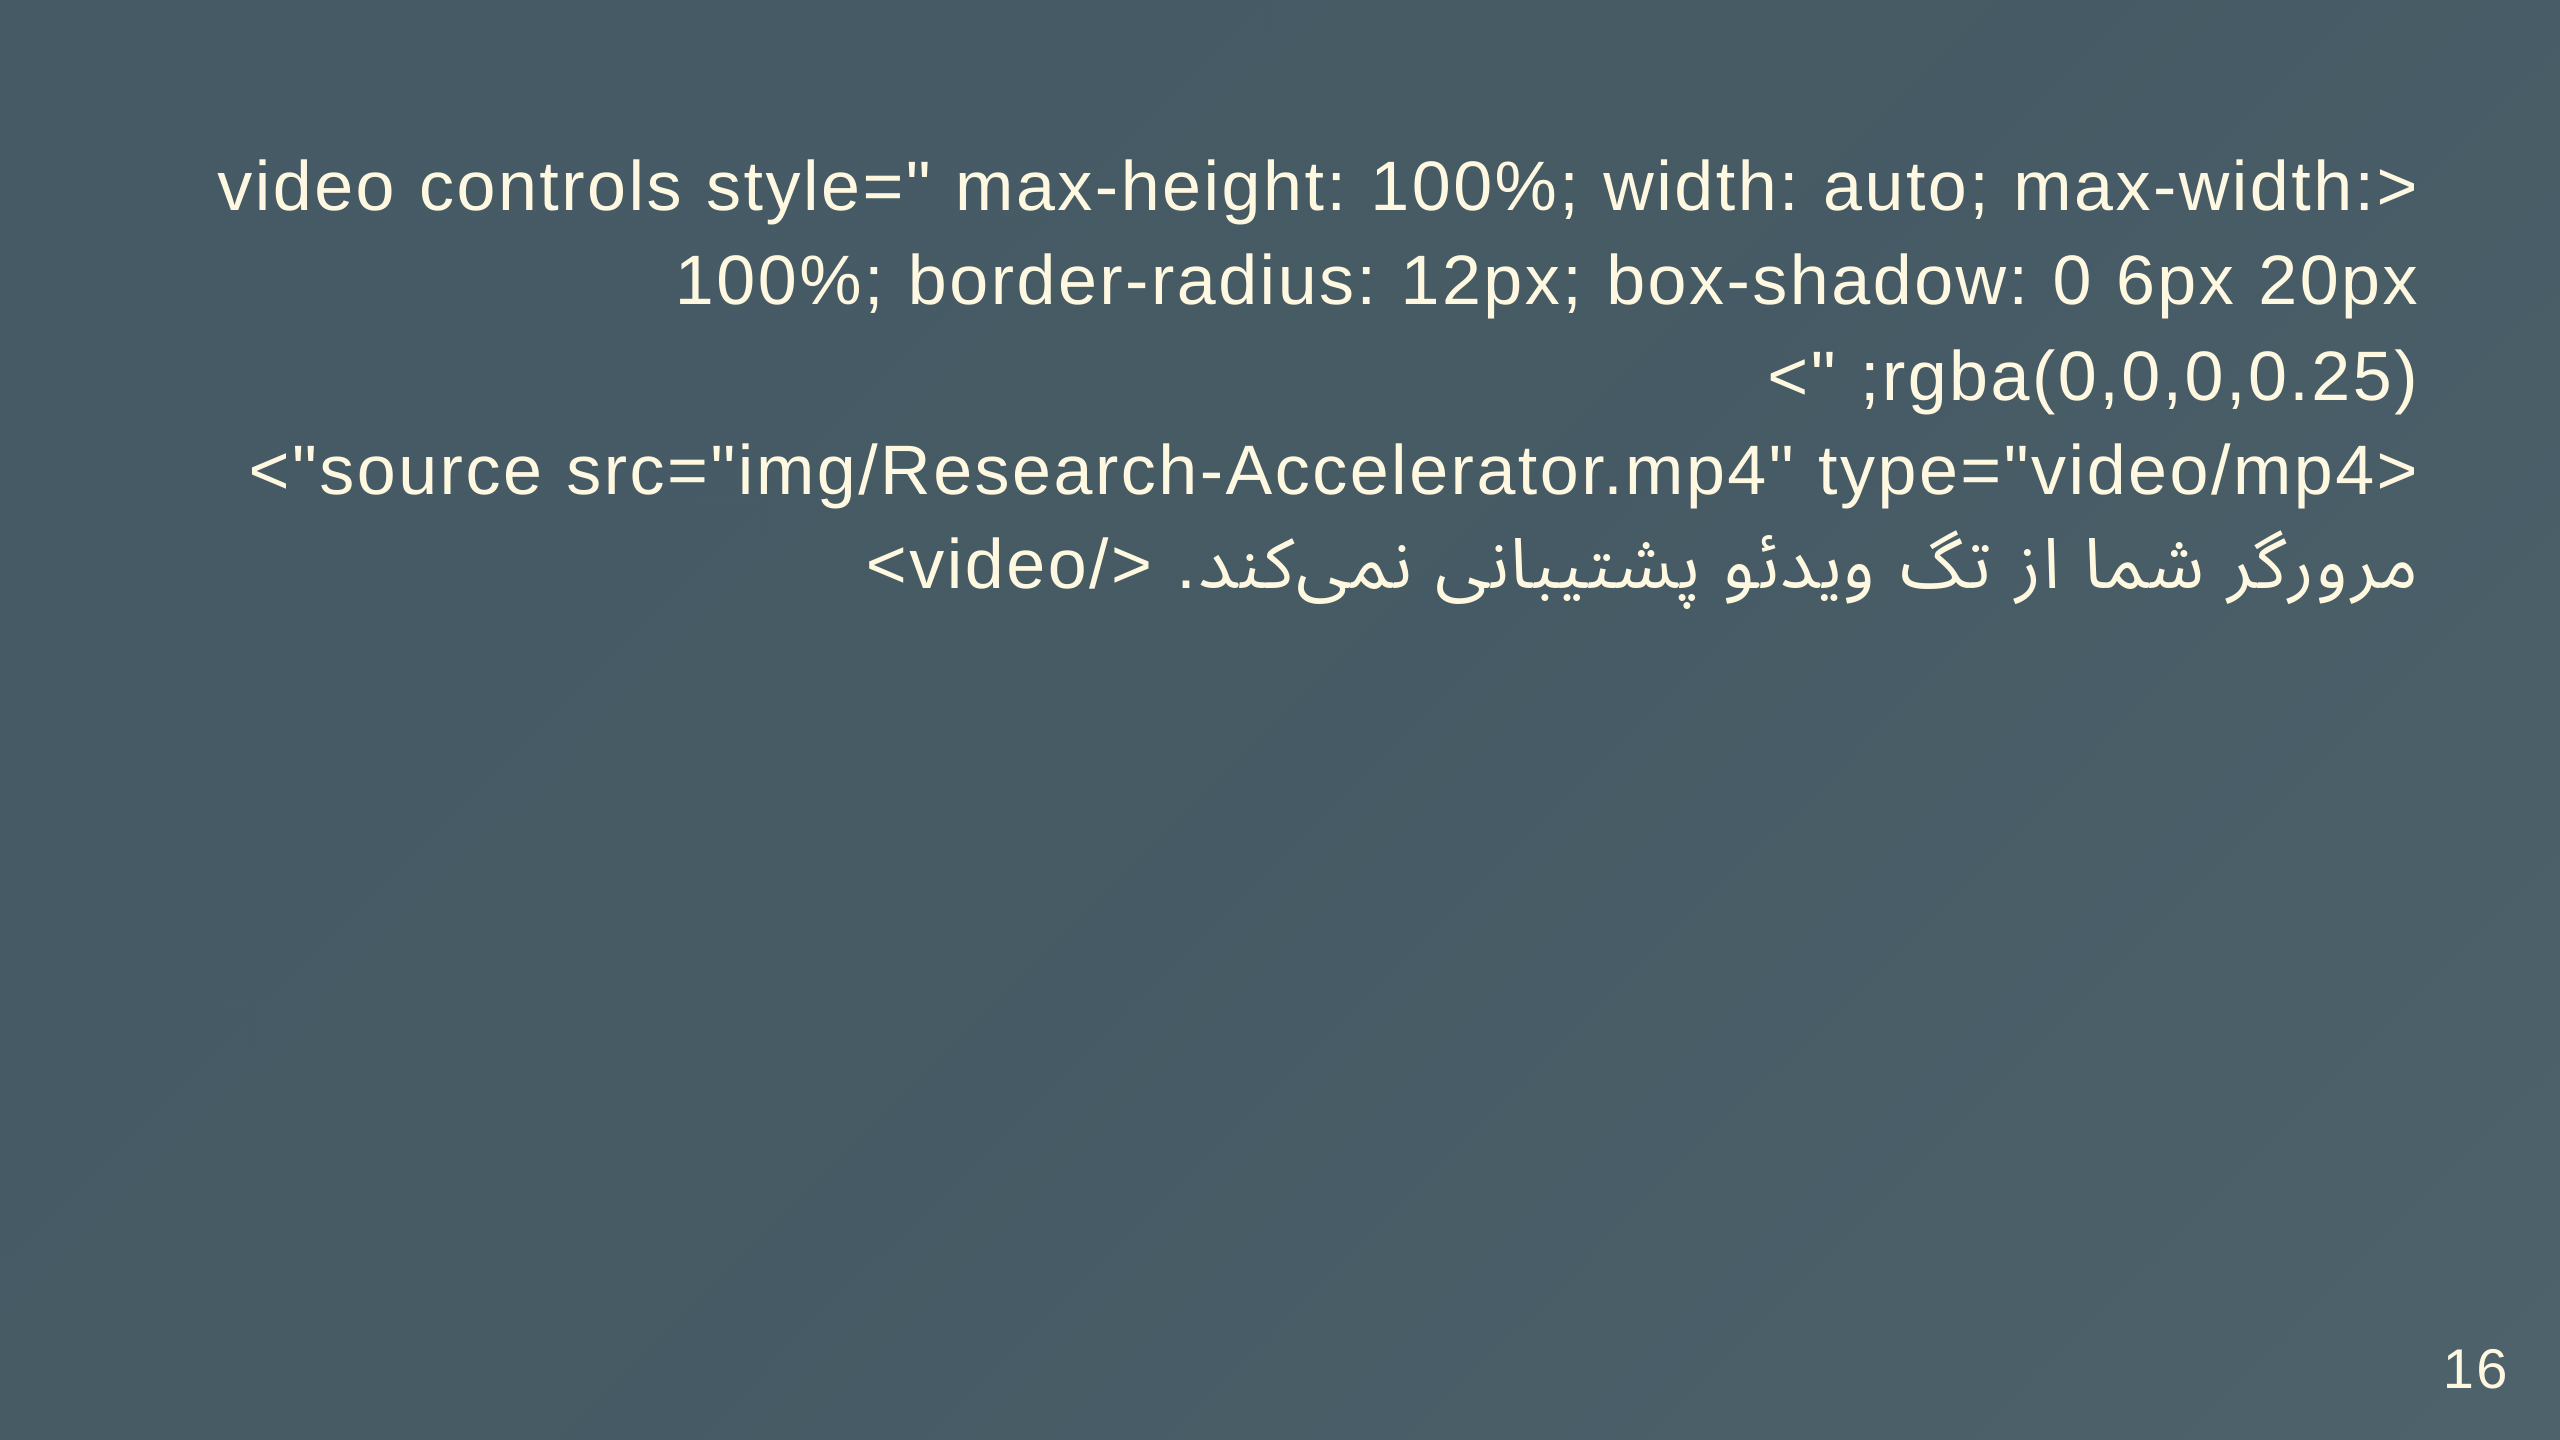 <video controls style=" max-height: 100%; width: auto; max-width:
100%; border-radius: 12px; box-shadow: 0 6px 20px
rgba(0,0,0,0.25); ">
<source src="img/Research-Accelerator.mp4" type="video/mp4">
مرورگر شما از تگ ویدئو پشتیبانی نمی‌کند. </video>
16